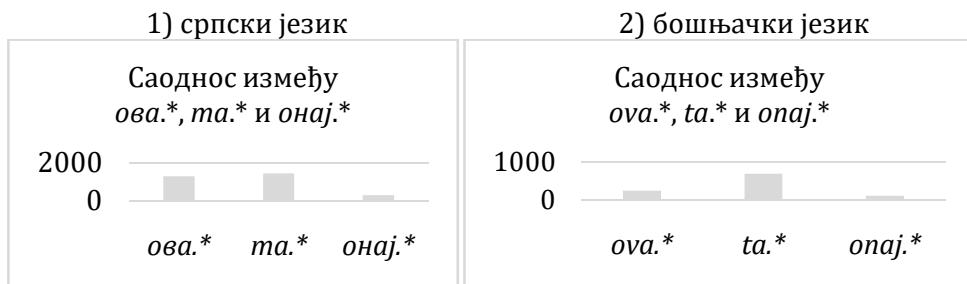 1) српски језик
Саоднос између
ова.*, та.* и онај.*
2000
0
ова.* та.* онај.*
2) бошњачки језик
Саоднос између
ova.*, ta.* и onaj.*
1000
0
ova.* ta.* onaj.*